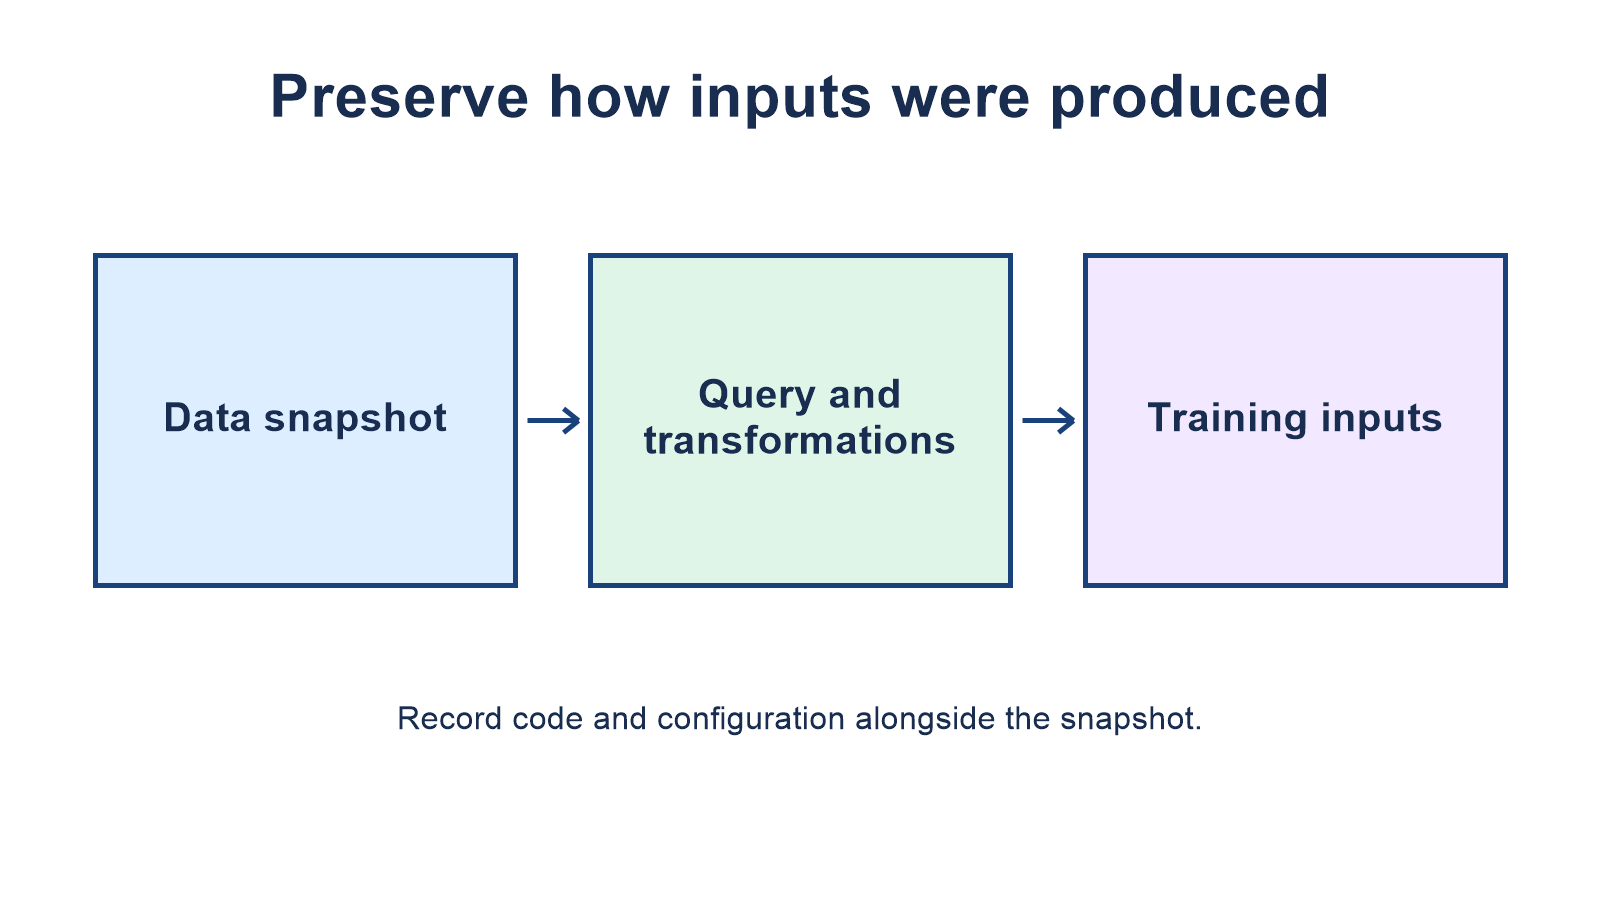 Preserve how inputs were produced
Data snapshot
Query and
transformations
Training inputs
Record code and configuration alongside the snapshot.